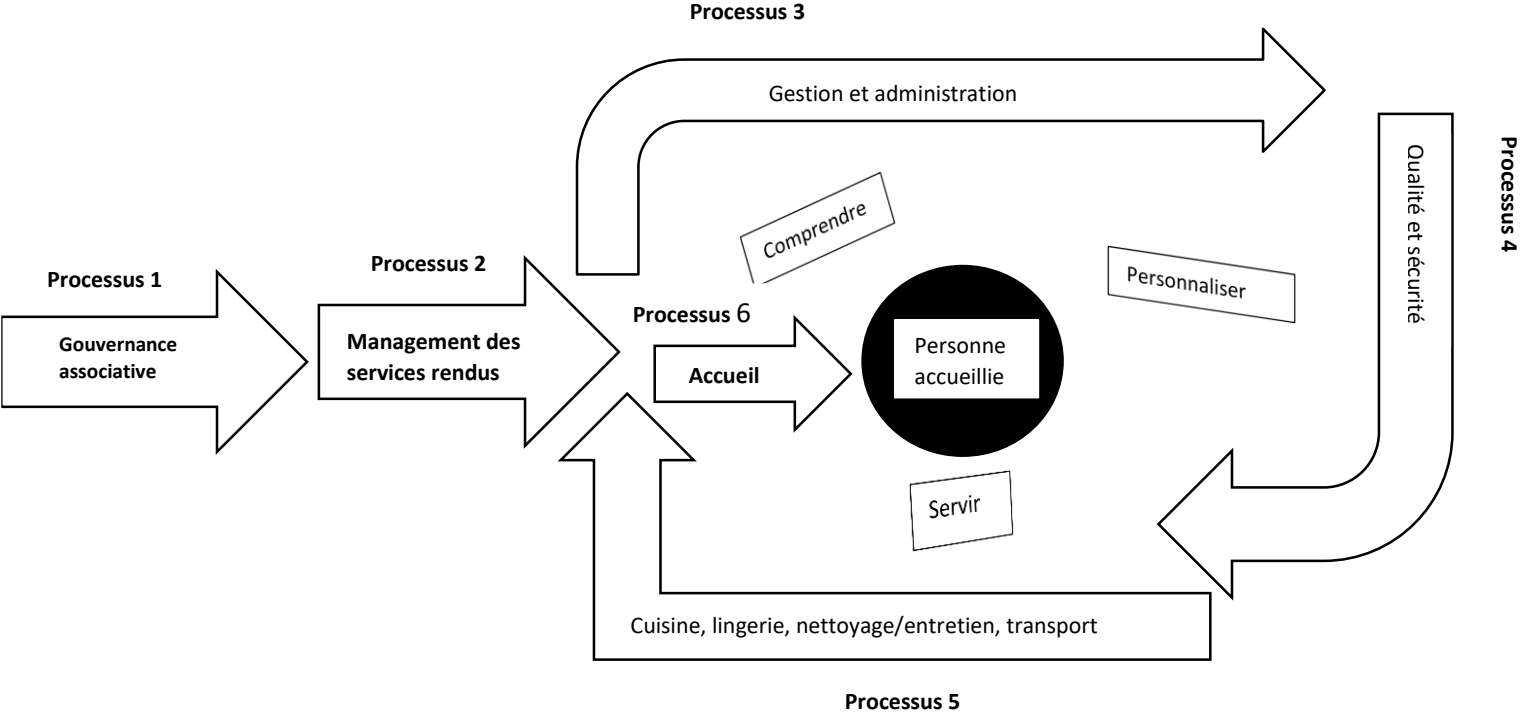 Processus 3
Gestion et administration
Processus 4
Qualité et sécurité
Comprendre
Personnaliser
Processus 1
Gouvernance
associative
Processus 2
Management des
services rendus
Processus 6
Accueil
Personne
accueillie
Servir
Cuisine, lingerie, nettoyage/entretien, transport
Processus 5